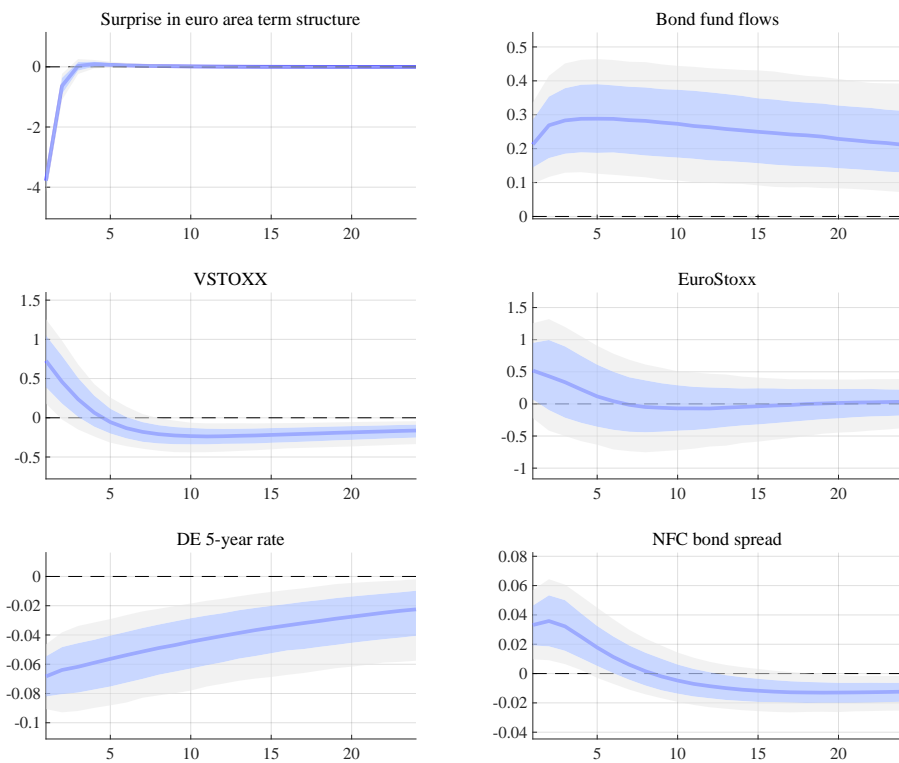 Surprise in euro area term structure
0
-2
-4
5 10 15 20
Bond fund flows
0.5
0.4
0.3
0.2
0.1
0
5 10 15 20
VSTOXX
1.5
1
0.5
0
-0.5
5 10 15 20
EuroStoxx
1.5
1
0.5
0
-0.5
-1
5 10 15 20
DE 5-year rate
0
-0.02
-0.04
-0.06
-0.08
-0.1
5 10 15 20
NFC bond spread
0.08
0.06
0.04
0.02
0
-0.02
-0.04
5 10 15 20